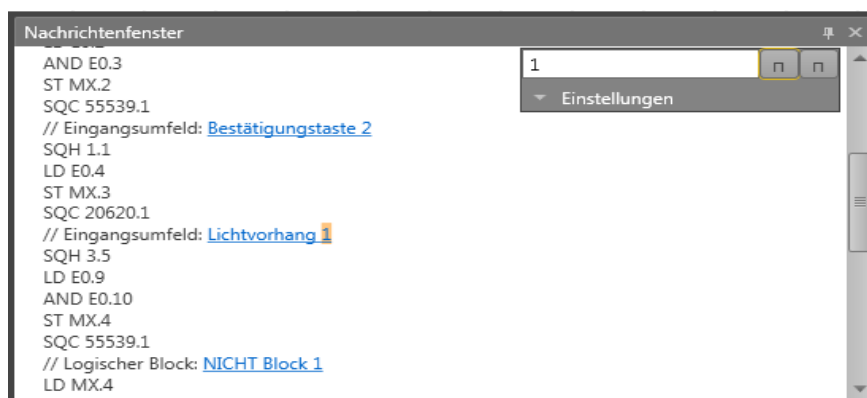 Nachrichtenfenster
AND E0.3
ST MX.2
SQC 55539.1
// Eingangsumfeld: Bestätigungstaste 2
SQH 1.1
LD E0.4
ST MX.3
SQC 20620.1
// Eingangsumfeld: Lichtvorhang 1
SQH 3.5
LD E0.9
AND E0.10
ST MX.4
SQC 55539.1
// Logischer Block: NICHT Block 1
LD MX.4
1
Einstellungen